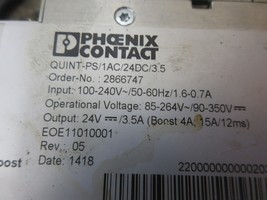 PHOENIX
CONTACT
QUINT-PS/1AC/24DC/3.5
Order-No.: 2866747
Input: 100-240V~/50-60Hz/1.6-0.7A
Operational Voltage: 85-264V~/90-350V⎓
Output: 24V ⎓ /3.5A (Boost 4A; 15A/12ms)
EOE11010001
Rev.: 05
Date: 1418
oost